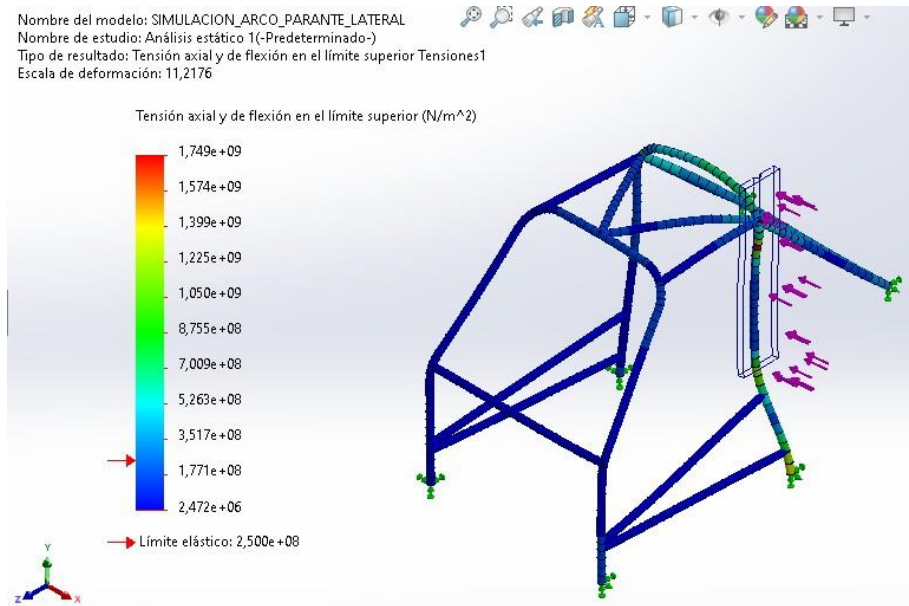 Nombre del modelo: SIMULACION_ARCO_PARANTE_LATERAL
Nombre de estudio: Análisis estático 1(-Predeterminado-)
Tipo de resultado: Tensión axial y de flexión en el límite superior Tensiones1
Escala de deformación: 11,2176
Tensión axial y de flexión en el límite superior (N/m^2)
1,749e+09
1,574e+09
1,399e+09
1,225e+09
1,050e+09
8,755e+08
7,009e+08
5,263e+08
3,517e+08
1,771e+08
2,472e+06
Límite elástico: 2,500e+08
Y
Z
X